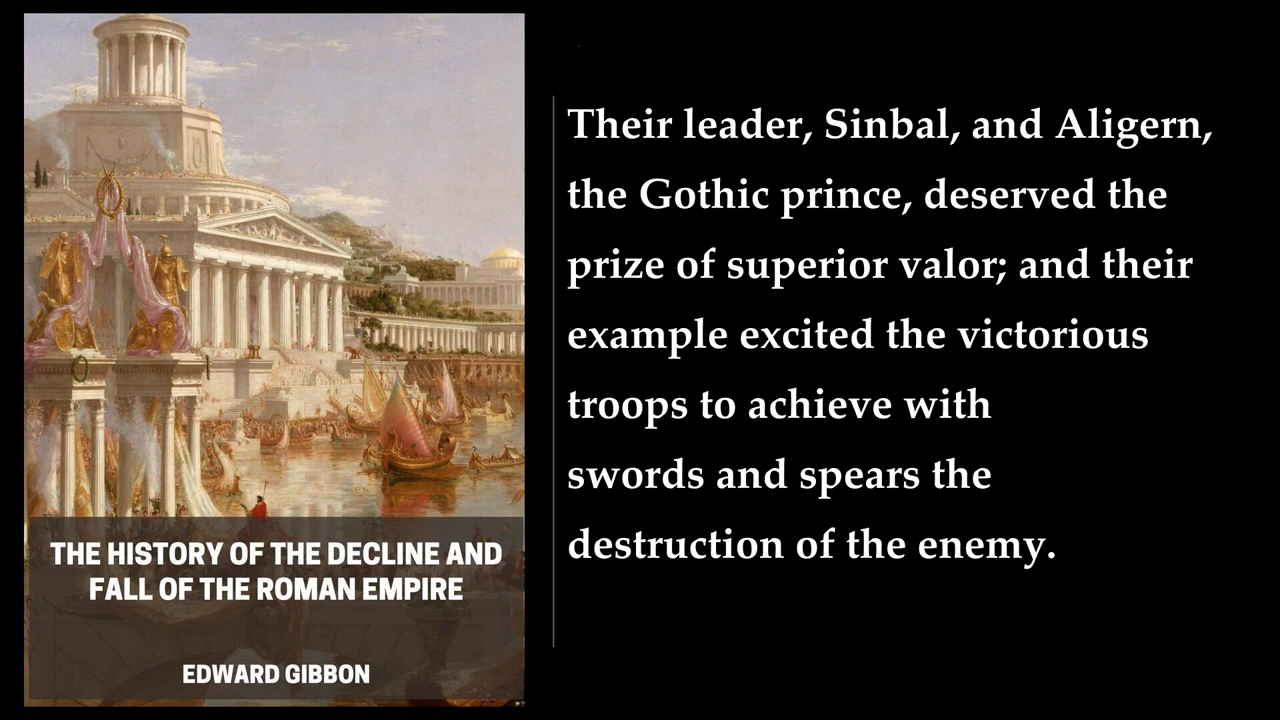 Their leader, Sinbal, and Aligern,
the Gothic prince, deserved the
prize of superior valor; and their
example excited the victorious
troops to achieve with
swords and spears the
destruction of the enemy.
THE HISTORY OF THE DECLINE AND
FALL OF THE ROMAN EMPIRE
EDWARD GIBBON